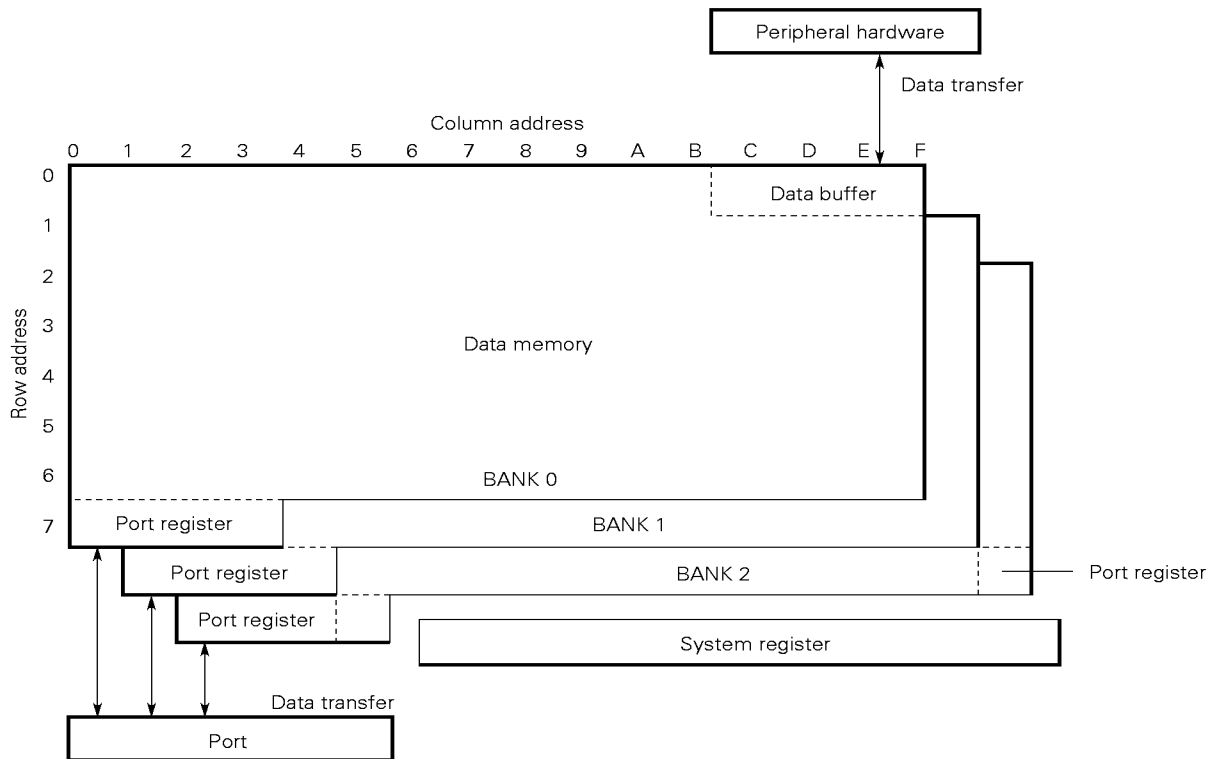 Peripheral hardware
Data transfer
Column address
0 1 2 3 4 5 6 7 8 9 A B C D E F
0
Data buffer
1
2
3
Data memory
Row address
4
5
6
BANK 0
7
Port register
BANK 1
Port register
BANK 2
Port register
Port register
System register
Data transfer
Port